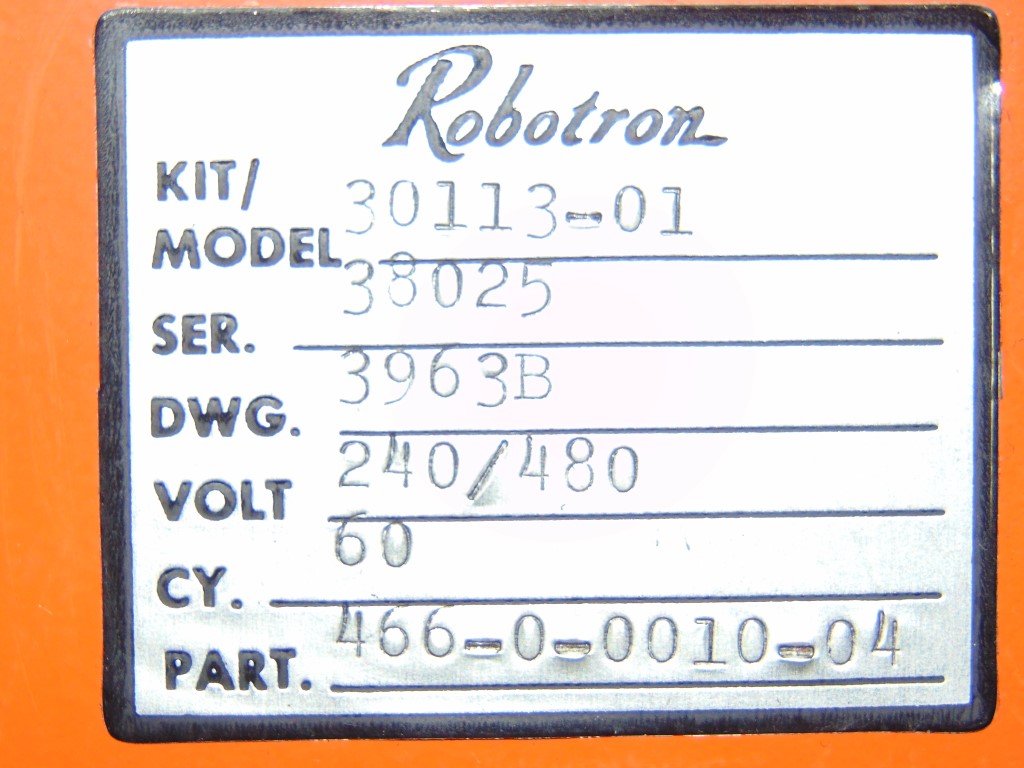 Robotron
KIT/
MODEL 30113-01
SER. 38025
DWG. 3963B
VOLT 240/480
CY. 60
PART. 466-0-0010-04